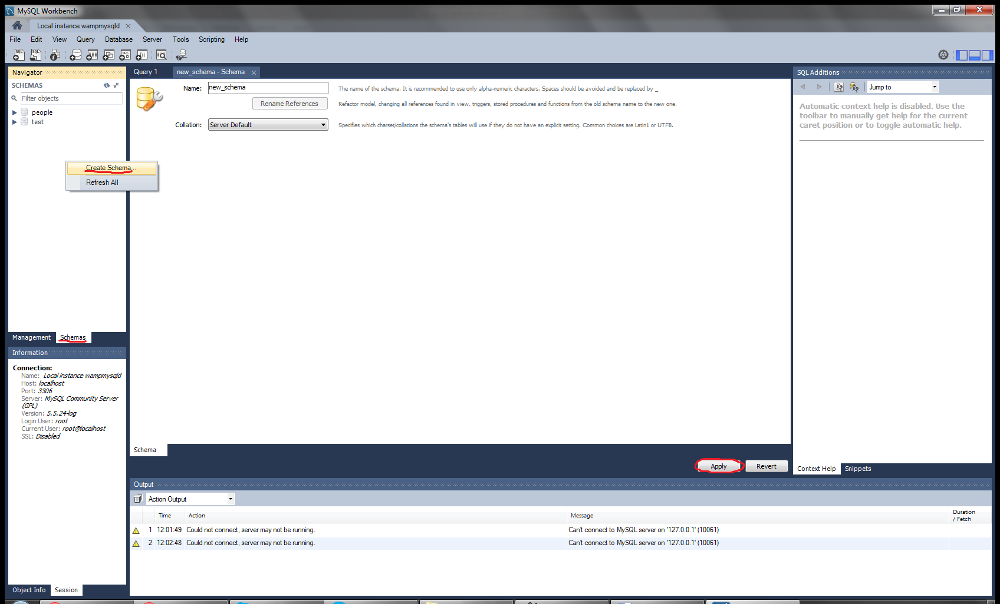 MySQL Workbench
Local instance wampmysqld
File Edit View Query Database Server Tools Scripting Help
Navigator
SCHEMAS
Filter objects
people
test
Create Schema...
Refresh All
Management Schemas
Information
Connection:
Name: Local instance wampmysqld
Host: localhost
Port: 3306
Server: MySQL Community Server
(GPL)
Version: 5.5.24-log
Login User: root
Current User: root@localhost
SSL: Disabled
Object Info Session
Query 1 new_schema - Schema
Name: new_schema The name of the schema. It is recommended to use only alpha-numeric characters. Spaces should be avoided and be replaced by _
Rename References Refactor model, changing all references found in view, triggers, stored procedures and functions from the old schema name to the new one.
Collation: Server Default Specifies which charset/collations the schema's tables will use if they do not have an explicit setting. Common choices are Latin1 or UTF8.
Schema
Apply Revert
SQL Additions
Jump to
Automatic context help is disabled. Use the
toolbar to manually get help for the current
caret position or to toggle automatic help.
Context Help Snippets
Output
Action Output
Time Action Message Duration
/ Fetch
1 12:01:49 Could not connect, server may not be running. Can't connect to MySQL server on '127.0.0.1' (10061)
2 12:02:48 Could not connect, server may not be running. Can't connect to MySQL server on '127.0.0.1' (10061)